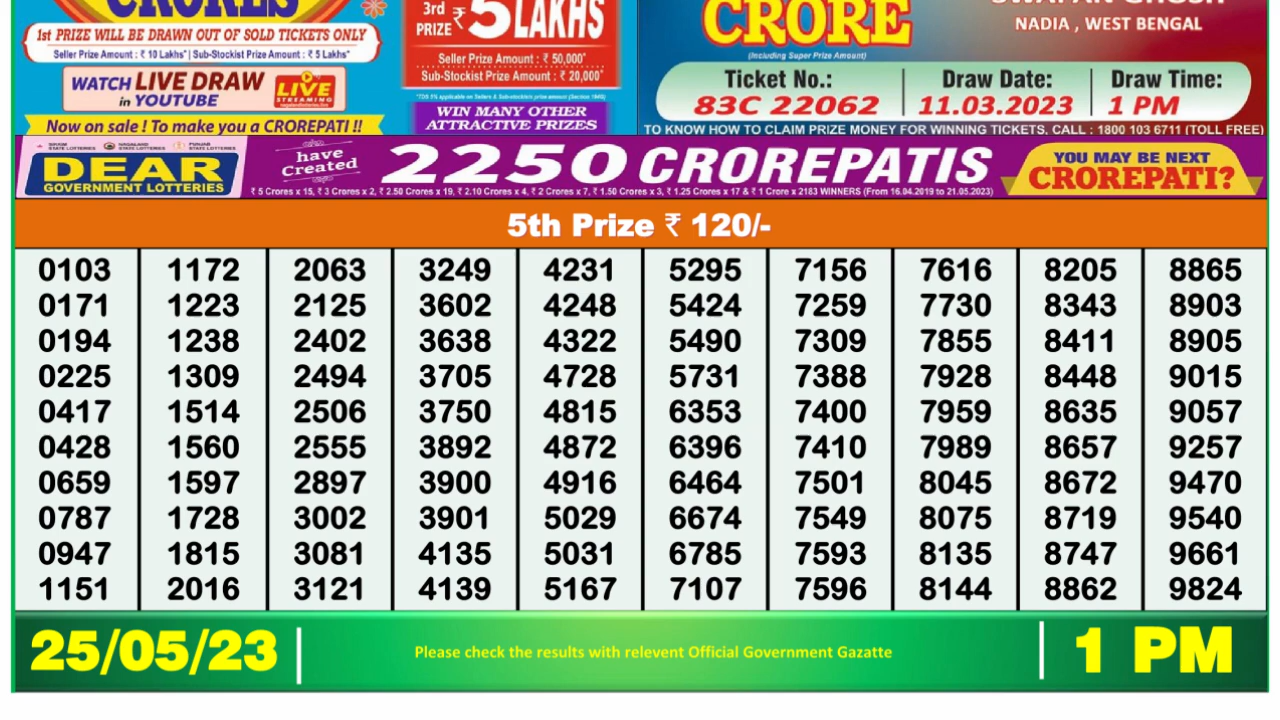 CRORES
1st PRIZE WILL BE DRAWN OUT OF SOLD TICKETS ONLY
Seller Prize Amount : ₹ 10 Lakhs* | Sub-Stockist Prize Amount : ₹ 5 Lakhs*
WATCH LIVE DRAW
in YOUTUBE
LIVE
STREAMING
Now on sale ! To make you a CROREPATI !!
3rd
PRIZE ₹ 5 LAKHS
Seller Prize Amount : ₹ 50,000*
Sub-Stockist Prize Amount : ₹ 20,000*
WIN MANY OTHER
ATTRACTIVE PRIZES
CRORE
(Including Super Prize Amount)
SWAPAN GHOSH
NADIA , WEST BENGAL
Ticket No.: Draw Date: Draw Time:
83C 22062 11.03.2023 1 PM
TO KNOW HOW TO CLAIM PRIZE MONEY FOR WINNING TICKETS. CALL : 1800 103 6711 (TOLL FREE)
DEAR
GOVERNMENT LOTTERIES
have
created
2250 CROREPATIS
₹ 5 Crores x 15, ₹ 3 Crores x 2, ₹ 2.50 Crores x 19, ₹ 2.10 Crores x 4, ₹ 2 Crores x 7, ₹ 1.50 Crores x 3, ₹ 1.25 Crores x 17 & ₹ 1 Crore x 2183 WINNERS (From 16.04.2019 to 21.05.2023)
YOU MAY BE NEXT
CROREPATI?
5th Prize ₹ 120/-
0103 1172 2063 3249 4231 5295 7156 7616 8205 8865
0171 1223 2125 3602 4248 5424 7259 7730 8343 8903
0194 1238 2402 3638 4322 5490 7309 7855 8411 8905
0225 1309 2494 3705 4728 5731 7388 7928 8448 9015
0417 1514 2506 3750 4815 6353 7400 7959 8635 9057
0428 1560 2555 3892 4872 6396 7410 7989 8657 9257
0659 1597 2897 3900 4916 6464 7501 8045 8672 9470
0787 1728 3002 3901 5029 6674 7549 8075 8719 9540
0947 1815 3081 4135 5031 6785 7593 8135 8747 9661
1151 2016 3121 4139 5167 7107 7596 8144 8862 9824
25/05/23
Please check the results with relevent Official Government Gazatte
1 PM